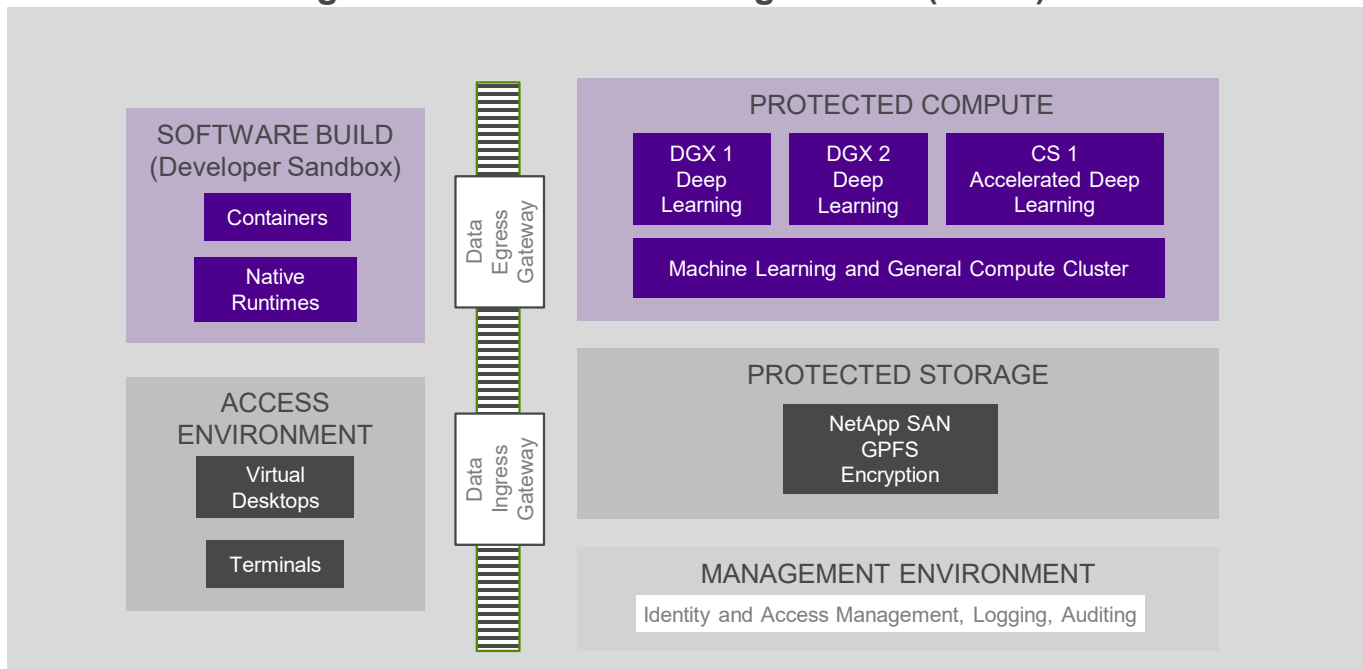 SOFTWARE BUILD
(Developer Sandbox)
Containers
Native
Runtimes
ACCESS
ENVIRONMENT
Virtual
Desktops
Terminals
Data
Egress
Gateway
Data
Ingress
Gateway
PROTECTED COMPUTE
DGX 1
Deep
Learning
DGX 2
Deep
Learning
CS 1
Accelerated Deep
Learning
Machine Learning and General Compute Cluster
PROTECTED STORAGE
NetApp SAN
GPFS
Encryption
MANAGEMENT ENVIRONMENT
Identity and Access Management, Logging, Auditing